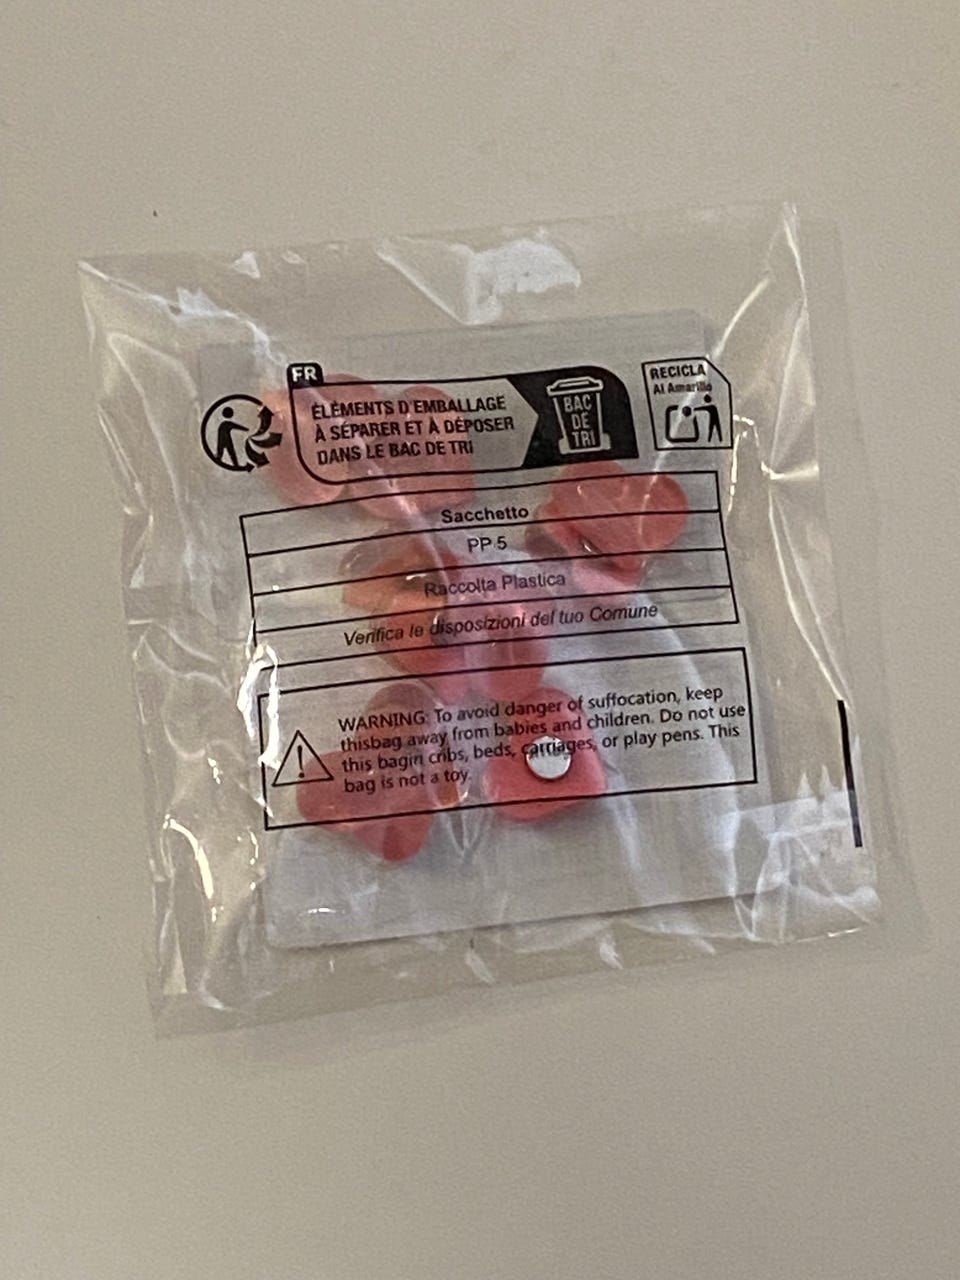 FR
ÉLÉMENTS D'EMBALLAGE
À SÉPARER ET À DÉPOSER
DANS LE BAC DE TRI
BAC
DE
TRI
RECICLA
Al Amarillo
Sacchetto
PP 5
Raccolta Plastica
Verifica le disposizioni del tuo Comune
WARNING: To avoid danger of suffocation, keep
thisbag away from babies and children. Do not use
this bagin cribs, beds, carriages, or play pens. This
bag is not a toy.